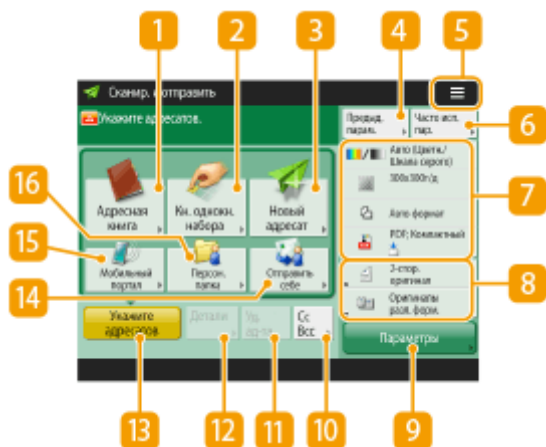 1
2
3
4
5
Сканир. и отправить
Укажите адресатов.
Предыд.
парам.
Часто исп.
пар.
6
Авто (Цветн./
Шкала серого)
300x300т/д
7
16
Адресная
книга
Кн. однокн.
набора
Новый
адресат
Авто формат
PDF; Компактный
15
Мобильный
портал
Персон.
папка
Отправить
себе
2-стор.
оригинал
8
14
Оригиналы
разл. форм.
Укажите
адресатов
Детали
Уд.
Cc
Bcc
Параметры
13
12
11
10
9